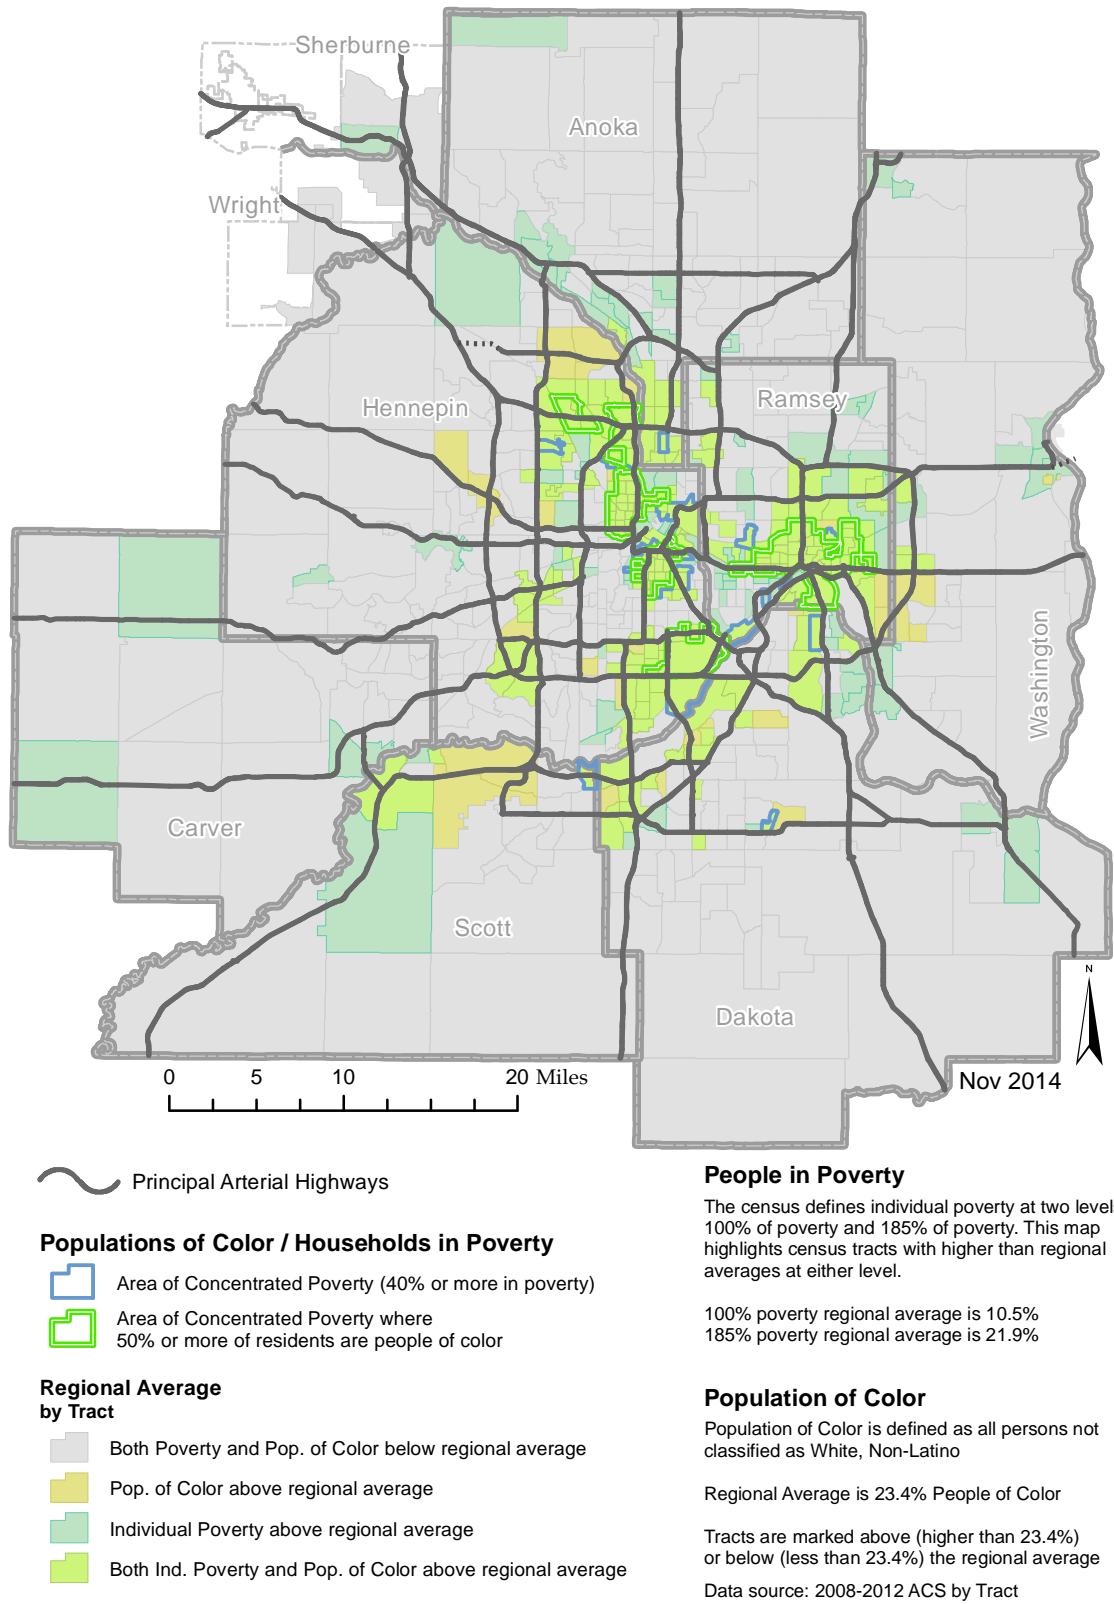 Sherburne
Anoka
Wright
Hennepin
Ramsey
Washington
Carver
Scott
Dakota
N
0 5 10 20 Miles
Nov 2014
Principal Arterial Highways
Populations of Color / Households in Poverty
Area of Concentrated Poverty (40% or more in poverty)
Area of Concentrated Poverty where
50% or more of residents are people of color
Regional Average
by Tract
Both Poverty and Pop. of Color below regional average
Pop. of Color above regional average
Individual Poverty above regional average
Both Ind. Poverty and Pop. of Color above regional average
People in Poverty
The census defines individual poverty at two level
100% of poverty and 185% of poverty. This map
highlights census tracts with higher than regional
averages at either level.
100% poverty regional average is 10.5%
185% poverty regional average is 21.9%
Population of Color
Population of Color is defined as all persons not
classified as White, Non-Latino
Regional Average is 23.4% People of Color
Tracts are marked above (higher than 23.4%)
or below (less than 23.4%) the regional average
Data source: 2008-2012 ACS by Tract